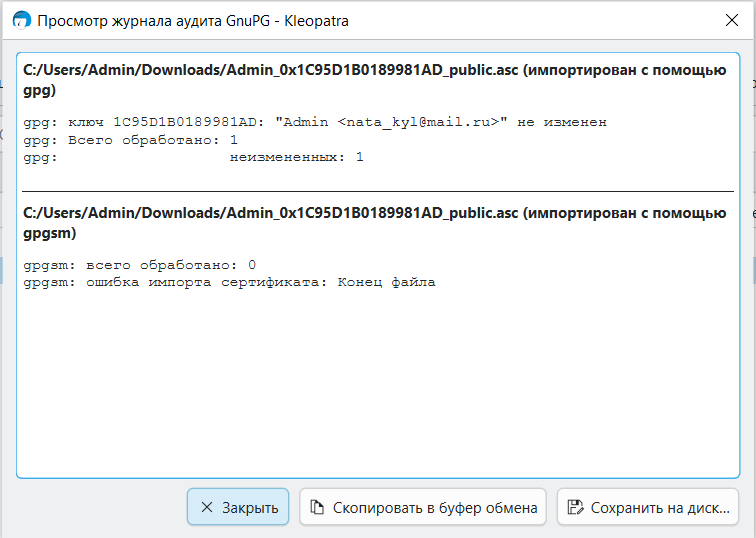 Просмотр журнала аудита GnuPG - Kleopatra
C:/Users/Admin/Downloads/Admin_0x1C95D1B0189981AD_public.asc (импортирован с помощью
gpg)
gpg: ключ 1C95D1B0189981AD: "Admin <nata_kyl@mail.ru>" не изменен
gpg: Всего обработано: 1
gpg:                   неизмененных: 1
C:/Users/Admin/Downloads/Admin_0x1C95D1B0189981AD_public.asc (импортирован с помощью
gpgsm)
gpgsm: всего обработано: 0
gpgsm: ошибка импорта сертификата: Конец файла
Закрыть
Скопировать в буфер обмена
Сохранить на диск...